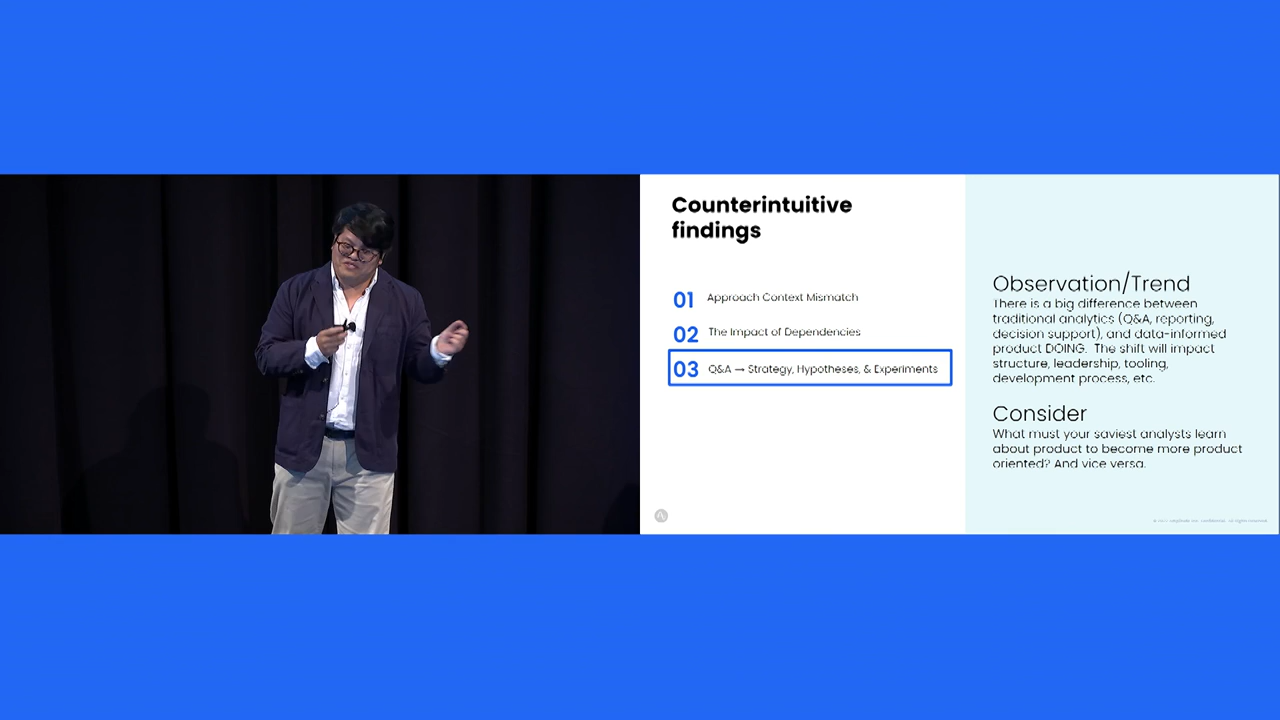 Counterintuitive
findings
01 Approach Context Mismatch
02 The Impact of Dependencies
03 Q&A → Strategy, Hypotheses, & Experiments
Observation/Trend
There is a big difference between
traditional analytics (Q&A, reporting,
decision support), and data-informed
product DOING. The shift will impact
structure, leadership, tooling,
development process, etc.
Consider
What must your saviest analysts learn
about product to become more product
oriented? And vice versa.